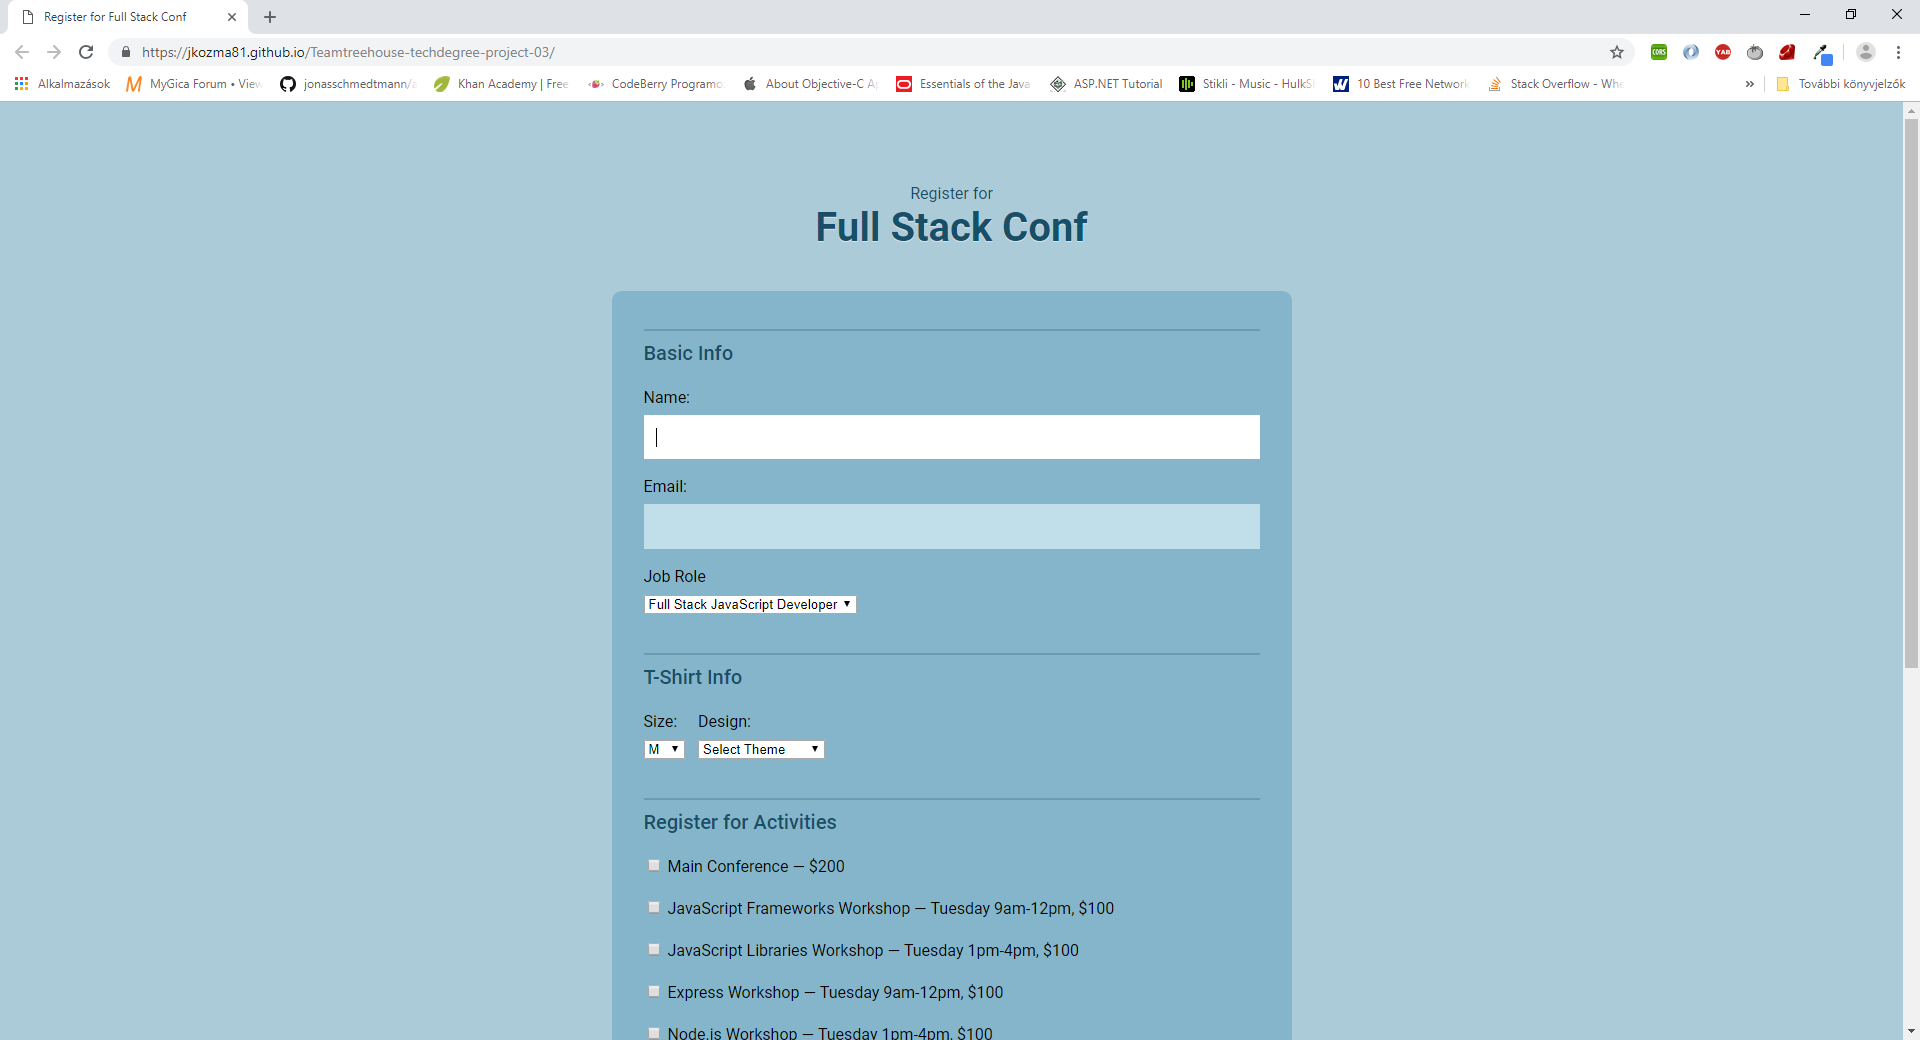 Register for Full Stack Conf
https://jkozma81.github.io/Teamtreehouse-techdegree-project-03/
CORS
YAB
Alkalmazások
MyGica Forum • View
jonasschmedtmann/
Khan Academy | Free
CodeBerry Programo
About Objective-C
Essentials of the Java
ASP.NET Tutorial
Stikli - Music - HulkS
10 Best Free Network
Stack Overflow - Whe
»
További könyvjelzők
Register for
Full Stack Conf
Basic Info
Name:
Email:
Job Role
Full Stack JavaScript Developer
T-Shirt Info
Size: Design:
M Select Theme
Register for Activities
Main Conference — $200
JavaScript Frameworks Workshop — Tuesday 9am-12pm, $100
JavaScript Libraries Workshop — Tuesday 1pm-4pm, $100
Express Workshop — Tuesday 9am-12pm, $100
Node.js Workshop — Tuesday 1pm-4pm, $100